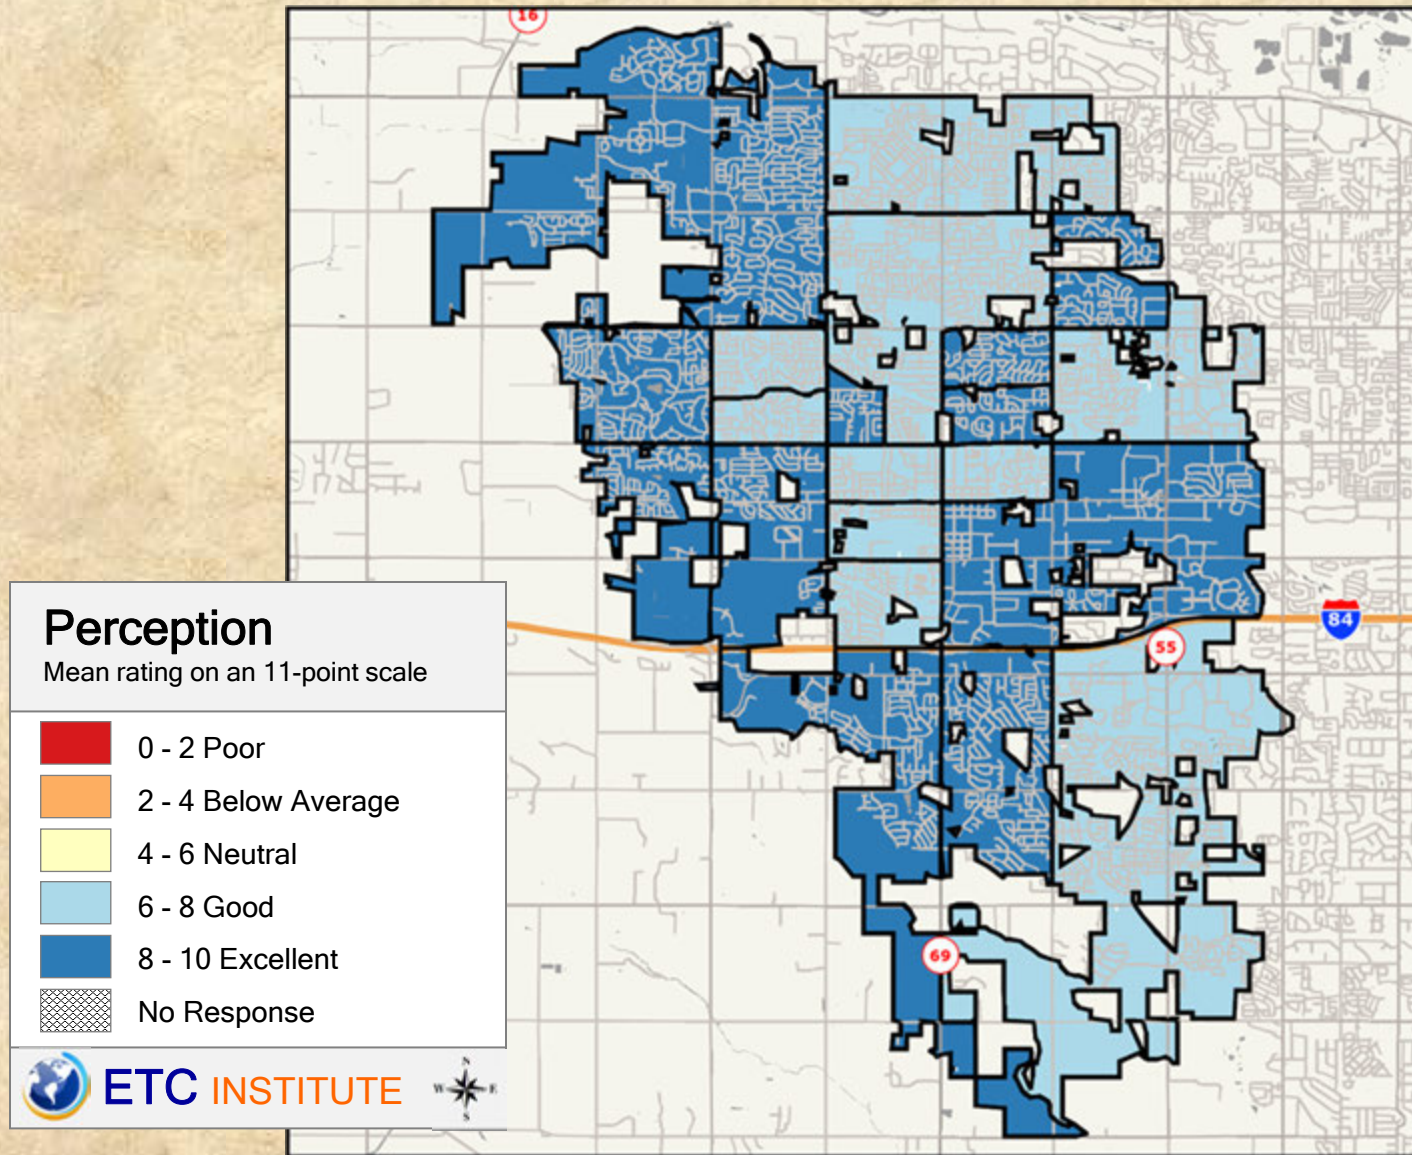 16
84
55
69
Perception
Mean rating on an 11-point scale
0 - 2 Poor
2 - 4 Below Average
4 - 6 Neutral
6 - 8 Good
8 - 10 Excellent
No Response
ETC INSTITUTE
N
W E
S